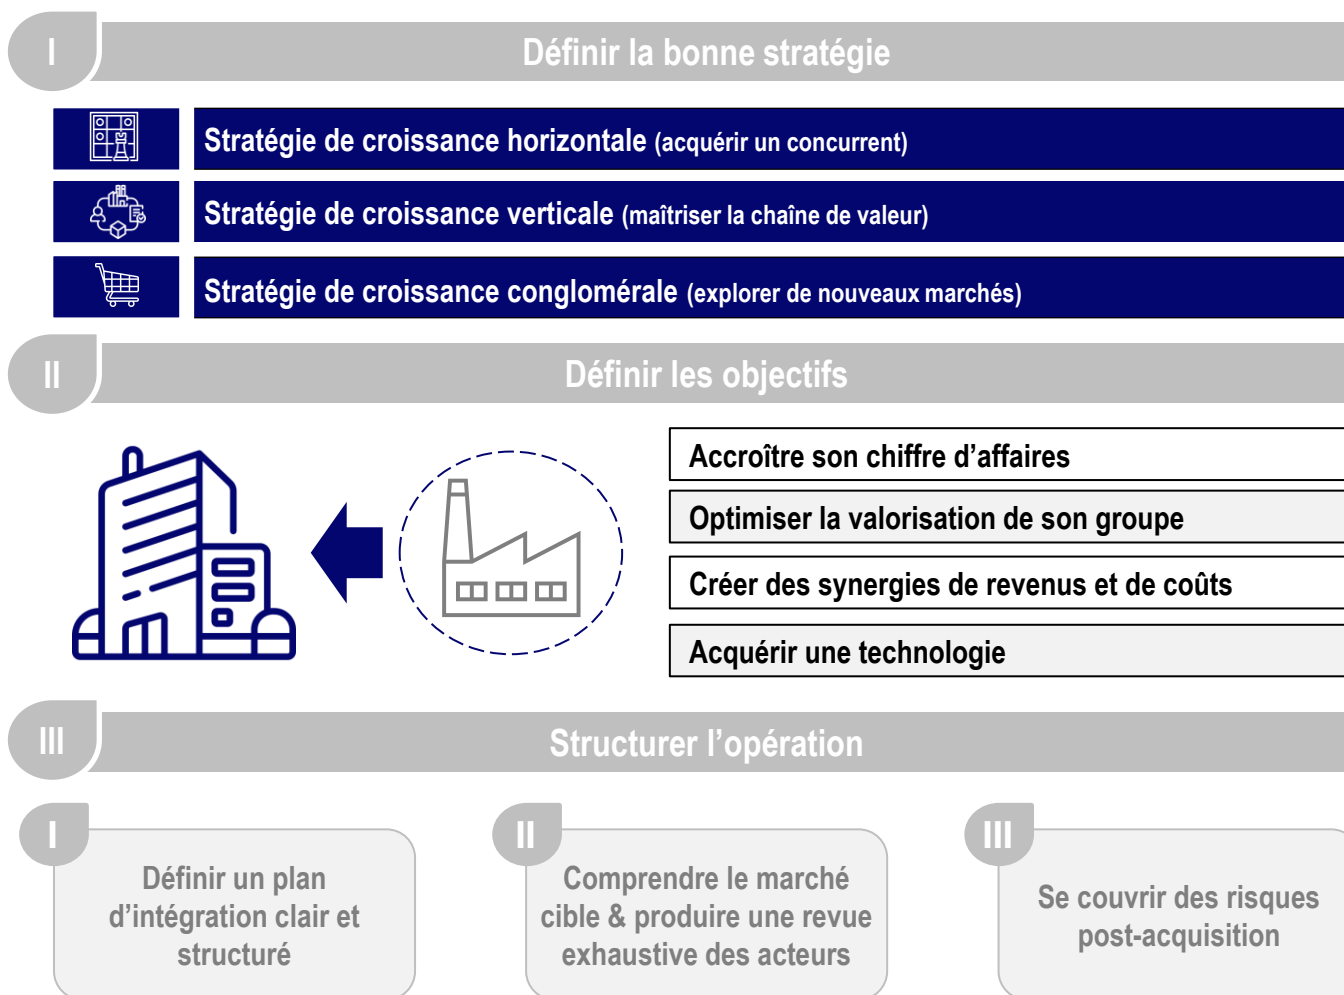 I
Définir la bonne stratégie
Stratégie de croissance horizontale (acquérir un concurrent)
Stratégie de croissance verticale (maîtriser la chaîne de valeur)
Stratégie de croissance conglomérale (explorer de nouveaux marchés)
II
Définir les objectifs
Accroître son chiffre d’affaires
Optimiser la valorisation de son groupe
Créer des synergies de revenus et de coûts
Acquérir une technologie
III
Structurer l’opération
I
Définir un plan
d’intégration clair et
structuré
II
Comprendre le marché
cible & produire une revue
exhaustive des acteurs
III
Se couvrir des risques
post-acquisition